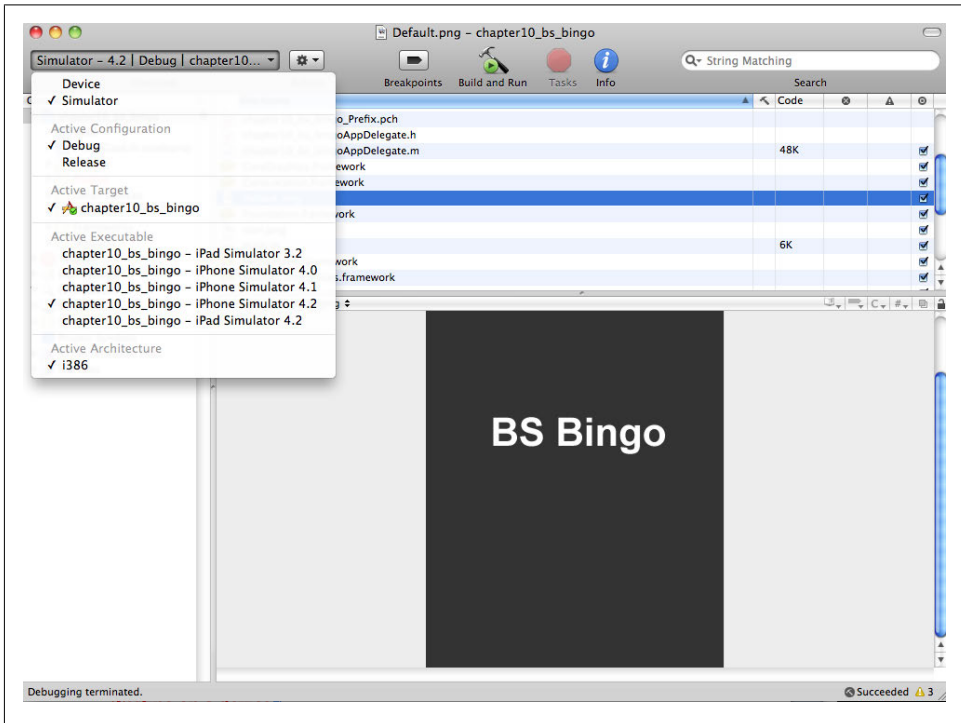 Default.png – chapter10_bs_bingo
Simulator – 4.2 | Debug | chapter10...
String Matching
Breakpoints
Build and Run
Tasks
Info
Search
Device
✓ Simulator
Active Configuration
✓ Debug
Release
Active Target
✓ chapter10_bs_bingo
Active Executable
chapter10_bs_bingo – iPad Simulator 3.2
chapter10_bs_bingo – iPhone Simulator 4.0
chapter10_bs_bingo – iPhone Simulator 4.1
✓ chapter10_bs_bingo – iPhone Simulator 4.2
chapter10_bs_bingo – iPad Simulator 4.2
Active Architecture
✓ i386
Code
o_Prefix.pch
oAppDelegate.h
oAppDelegate.m 48K
ework
ework
work
6K
work
s.framework
C #
BS Bingo
Debugging terminated.
Succeeded 3